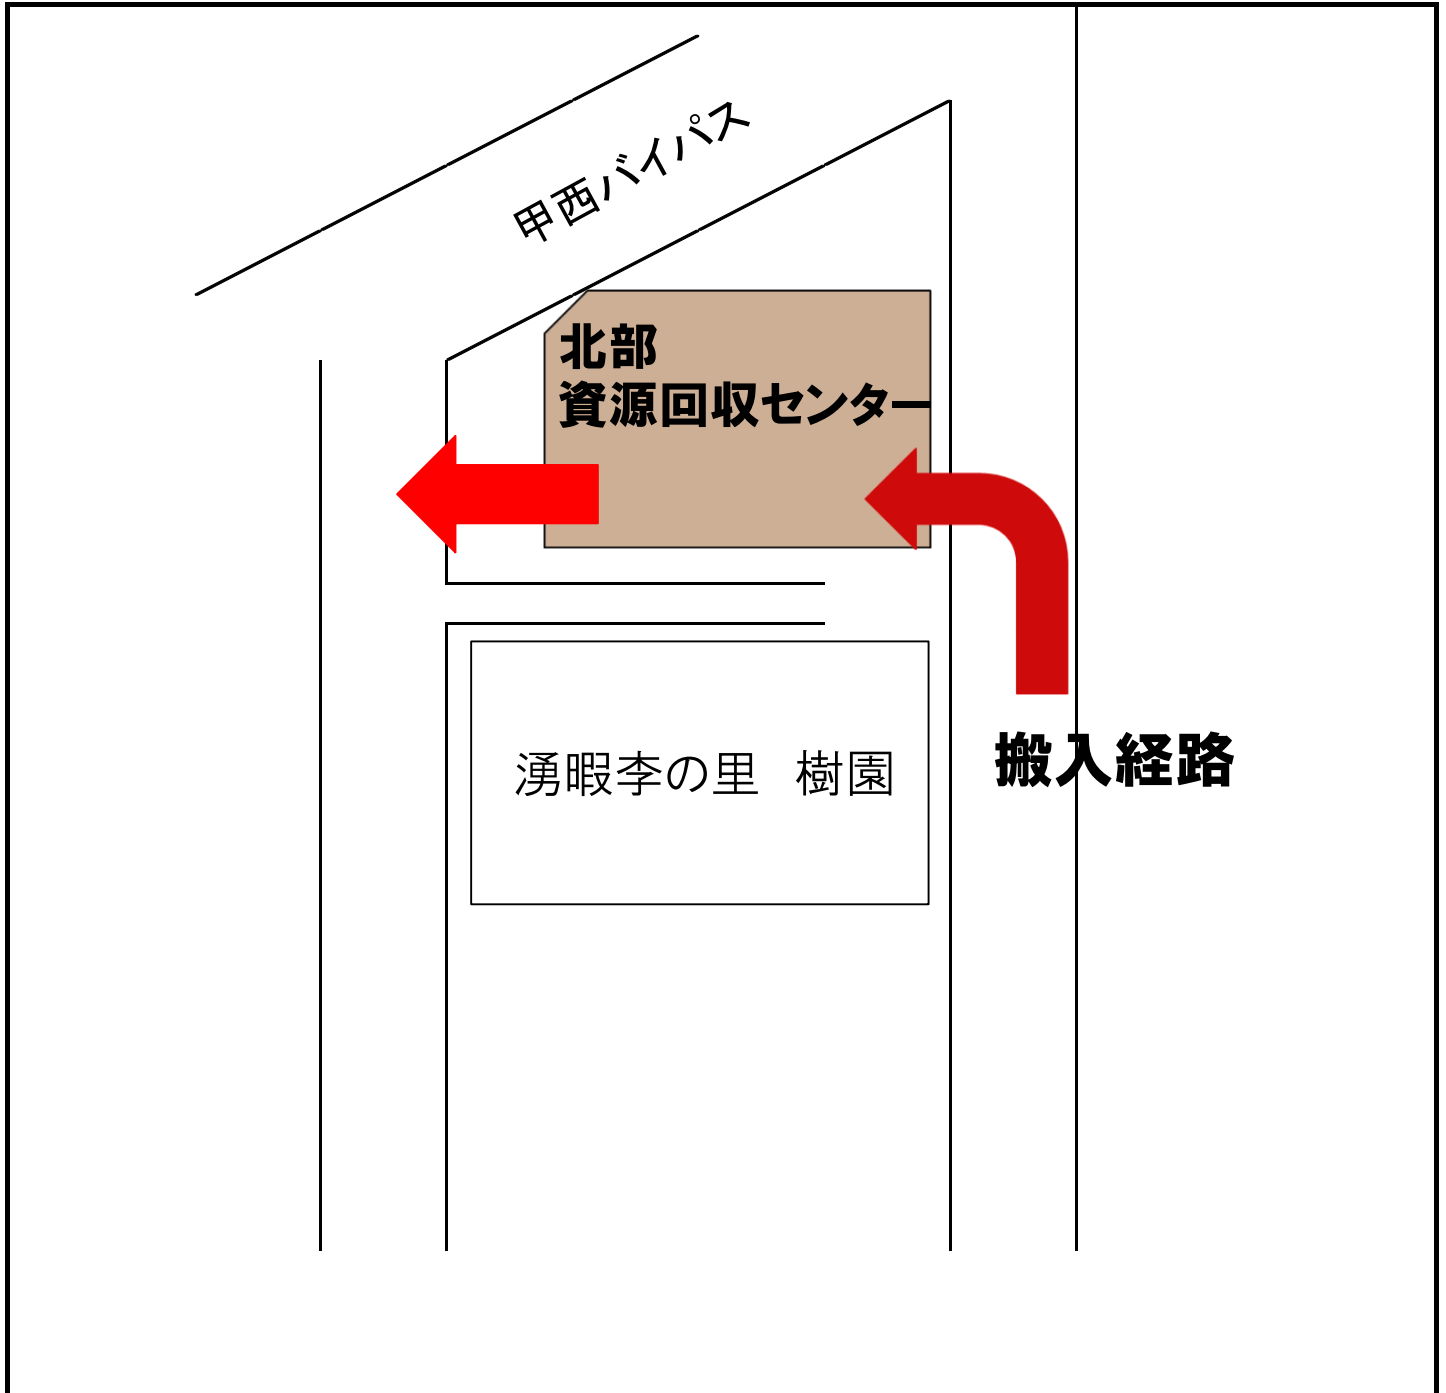 甲西バイパス
北部
資源回収センター
湧暇李の里　樹園
搬入経路